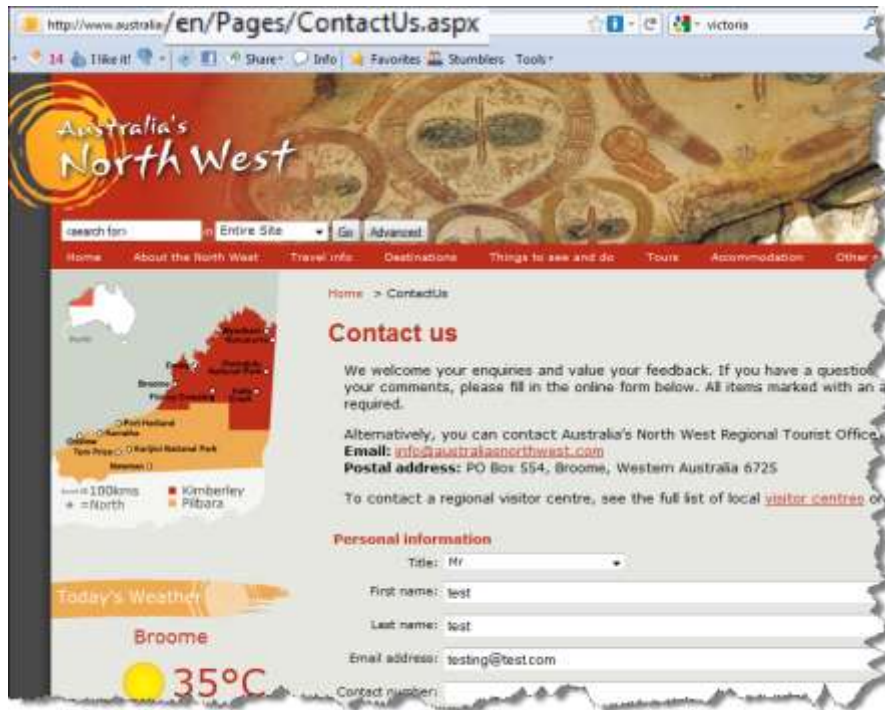 http://www.australia/en/Pages/ContactUs.aspx
victoria
14 I like it! Share Info Favorites Stumblers Tools
Australia's
North West
in Entire Site Go Advanced
Home About the North West Travel info Destinations Things to see and do Tours Accommodation Other
Home > ContactUs
Contact us
We welcome your enquiries and value your feedback. If you have a question
your comments, please fill in the online form below. All items marked with an a
required.
Alternatively, you can contact Australia's North West Regional Tourist Office,
Email: info@australiasnorthwest.com
Postal address: PO Box 554, Broome, Western Australia 6725
To contact a regional visitor centre, see the full list of local visitor centres or
Broome
Port Hedland
Karratha
Tom Price Karijini National Park
Newman
100kms Kimberley
=North Pilbara
Personal information
Title: Mr
First name: test
Last name: test
Email address: testing@test.com
Contact number:
Today's Weather
Broome
35°C